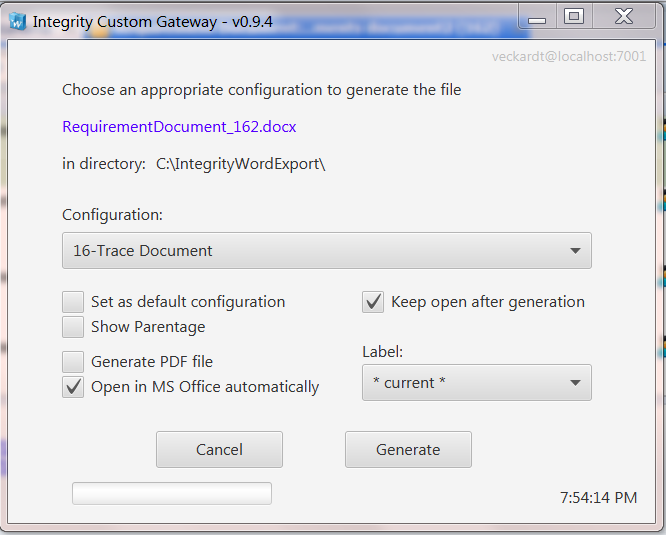 Integrity Custom Gateway - v0.9.4
veckardt@localhost:7001
Choose an appropriate configuration to generate the file
RequirementDocument_162.docx
in directory: C:\IntegrityWordExport\
Configuration:
16-Trace Document
Set as default configuration
Keep open after generation
Show Parentage
Generate PDF file
Label:
Open in MS Office automatically
* current *
Cancel
Generate
7:54:14 PM